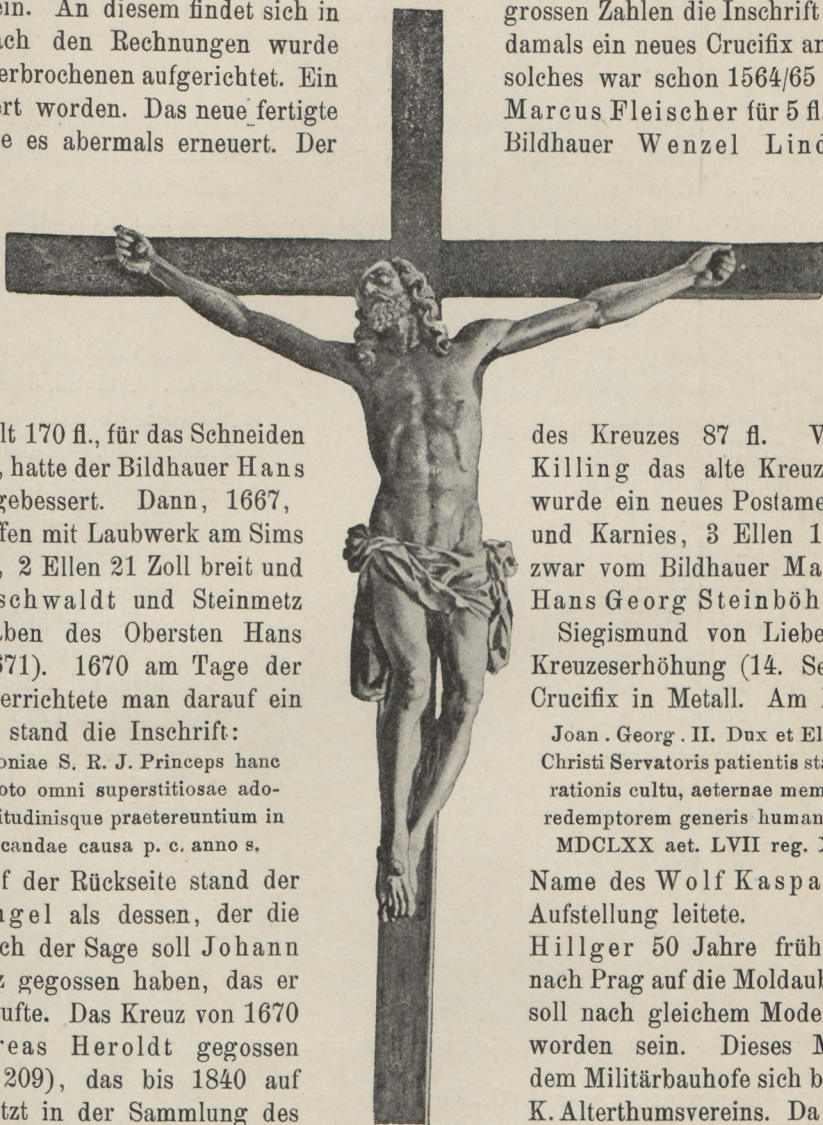 ein. An diesem findet sich in grossen Zahlen die Inschrift
ach den Rechnungen wurde damals ein neues Crucifix an
erbrochenen aufgerichtet. Ein solches war schon 1564/65
rt worden. Das neue fertigte Marcus Fleischer für 5 fl.
e es abermals erneuert. Der Bildhauer Wenzel Lind
lt 170 fl., für das Schneiden des Kreuzes 87 fl. V
, hatte der Bildhauer Hans Killing das alte Kreuz
gebessert. Dann, 1667, wurde ein neues Postame
fen mit Laubwerk am Sims und Karnies, 3 Ellen 1
, 2 Ellen 21 Zoll breit und zwar vom Bildhauer Ma
schwaldt und Steinmetz Hans Georg Steinböh
ben des Obersten Hans Siegismund von Liebe
671). 1670 am Tage der Kreuzeserhöhung (14. Se
errichtete man darauf ein Crucifix in Metall. Am
stand die Inschrift:
Joan . Georg . II. Dux et El
oniae S. R. J. Princeps hanc Christi Servatoris patientis sta
oto omni superstitiosae ado- rationis cultu, aeternae mem
itudinisque praetereuntium in redemptorem generis human
candae causa p. c. anno s. MDCLXX aet. LVII reg. X
f der Rückseite stand der Name des Wolf Kaspa
ngel als dessen, der die Aufstellung leitete.
ch der Sage soll Johann Hillger 50 Jahre früh
z gegossen haben, das er nach Prag auf die Moldaub
ufte. Das Kreuz von 1670 soll nach gleichem Mode
reas Heroldt gegossen worden sein. Dieses M
209), das bis 1840 auf dem Militärbauhofe sich b
tzt in der Sammlung des K. Alterthumsvereins. Da